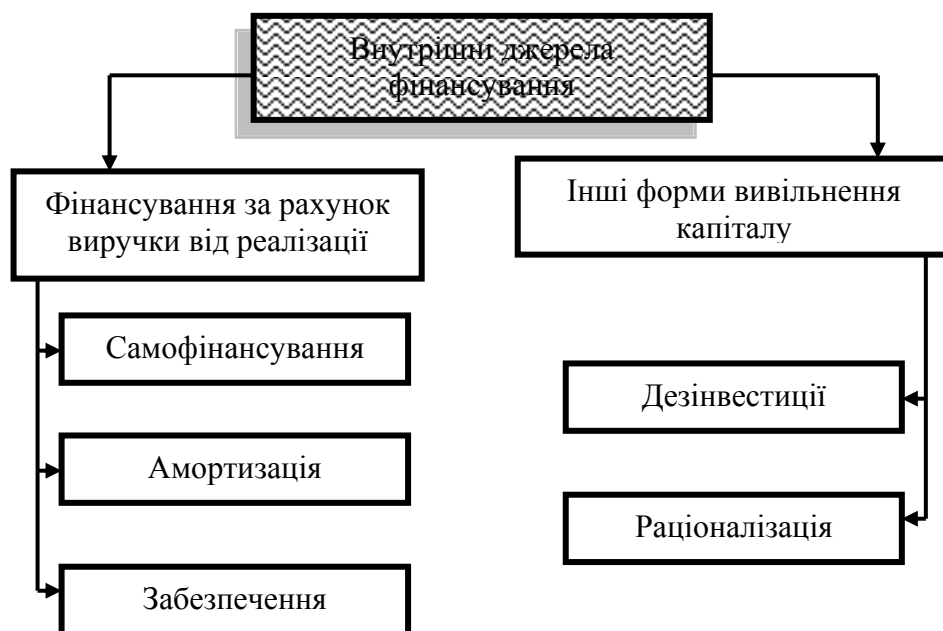 Внутрішні джерела
фінансування
Фінансування за рахунок
виручки від реалізації
Самофінансування
Амортизація
Забезпечення
Інші форми вивільнення
капіталу
Дезінвестиції
Раціоналізація